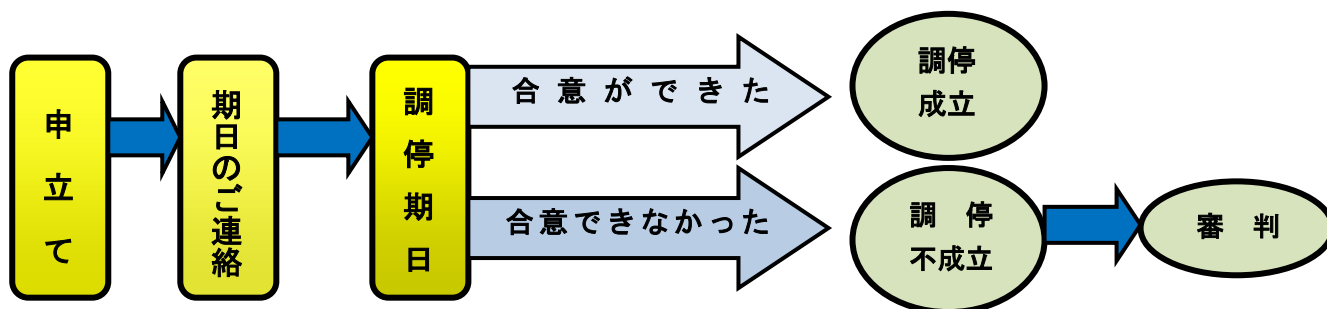 申立て
期日のご連絡
調停期日
合意ができた
調停
成立
合意できなかった
調　停
不成立
審　判